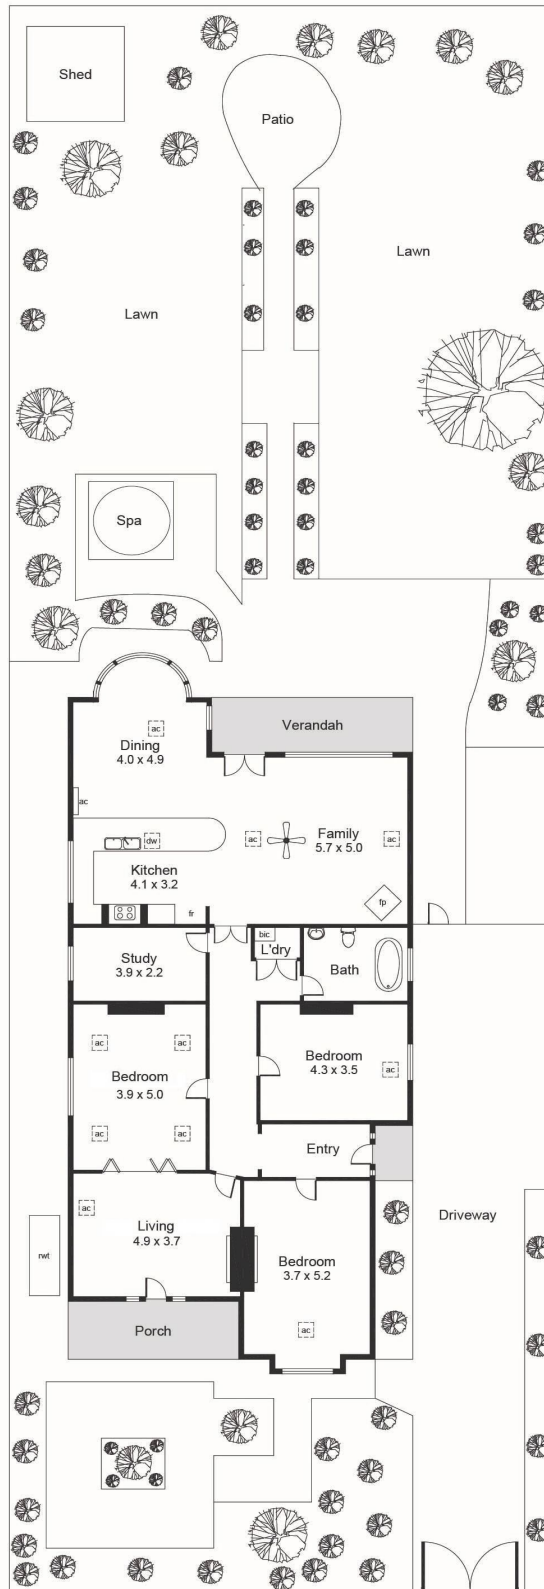 Shed
Patio
Lawn
Lawn
Spa
Verandah
ac
Dining
4.0 x 4.9
ac
dw
ac
Family
5.7 x 5.0
ac
Kitchen
4.1 x 3.2
fp
fr
bic
L'dry
Study
3.9 x 2.2
Bath
ac
ac
Bedroom
3.9 x 5.0
Bedroom
4.3 x 3.5
ac
ac
ac
Entry
ac
Living
4.9 x 3.7
Driveway
rwt
Bedroom
3.7 x 5.2
Porch
ac